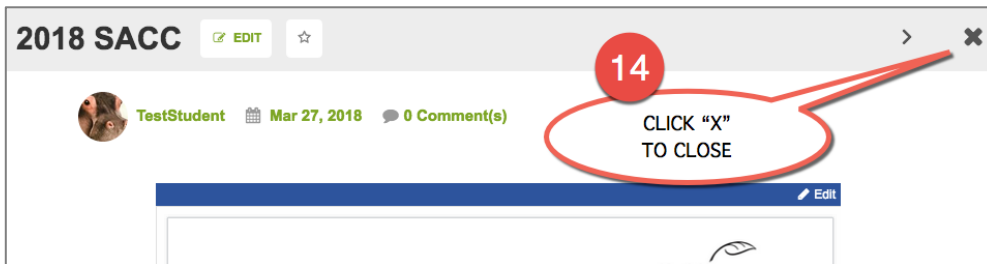 2018 SACC EDIT
14
TestStudent Mar 27, 2018 0 Comment(s)
CLICK “X”
TO CLOSE
Edit